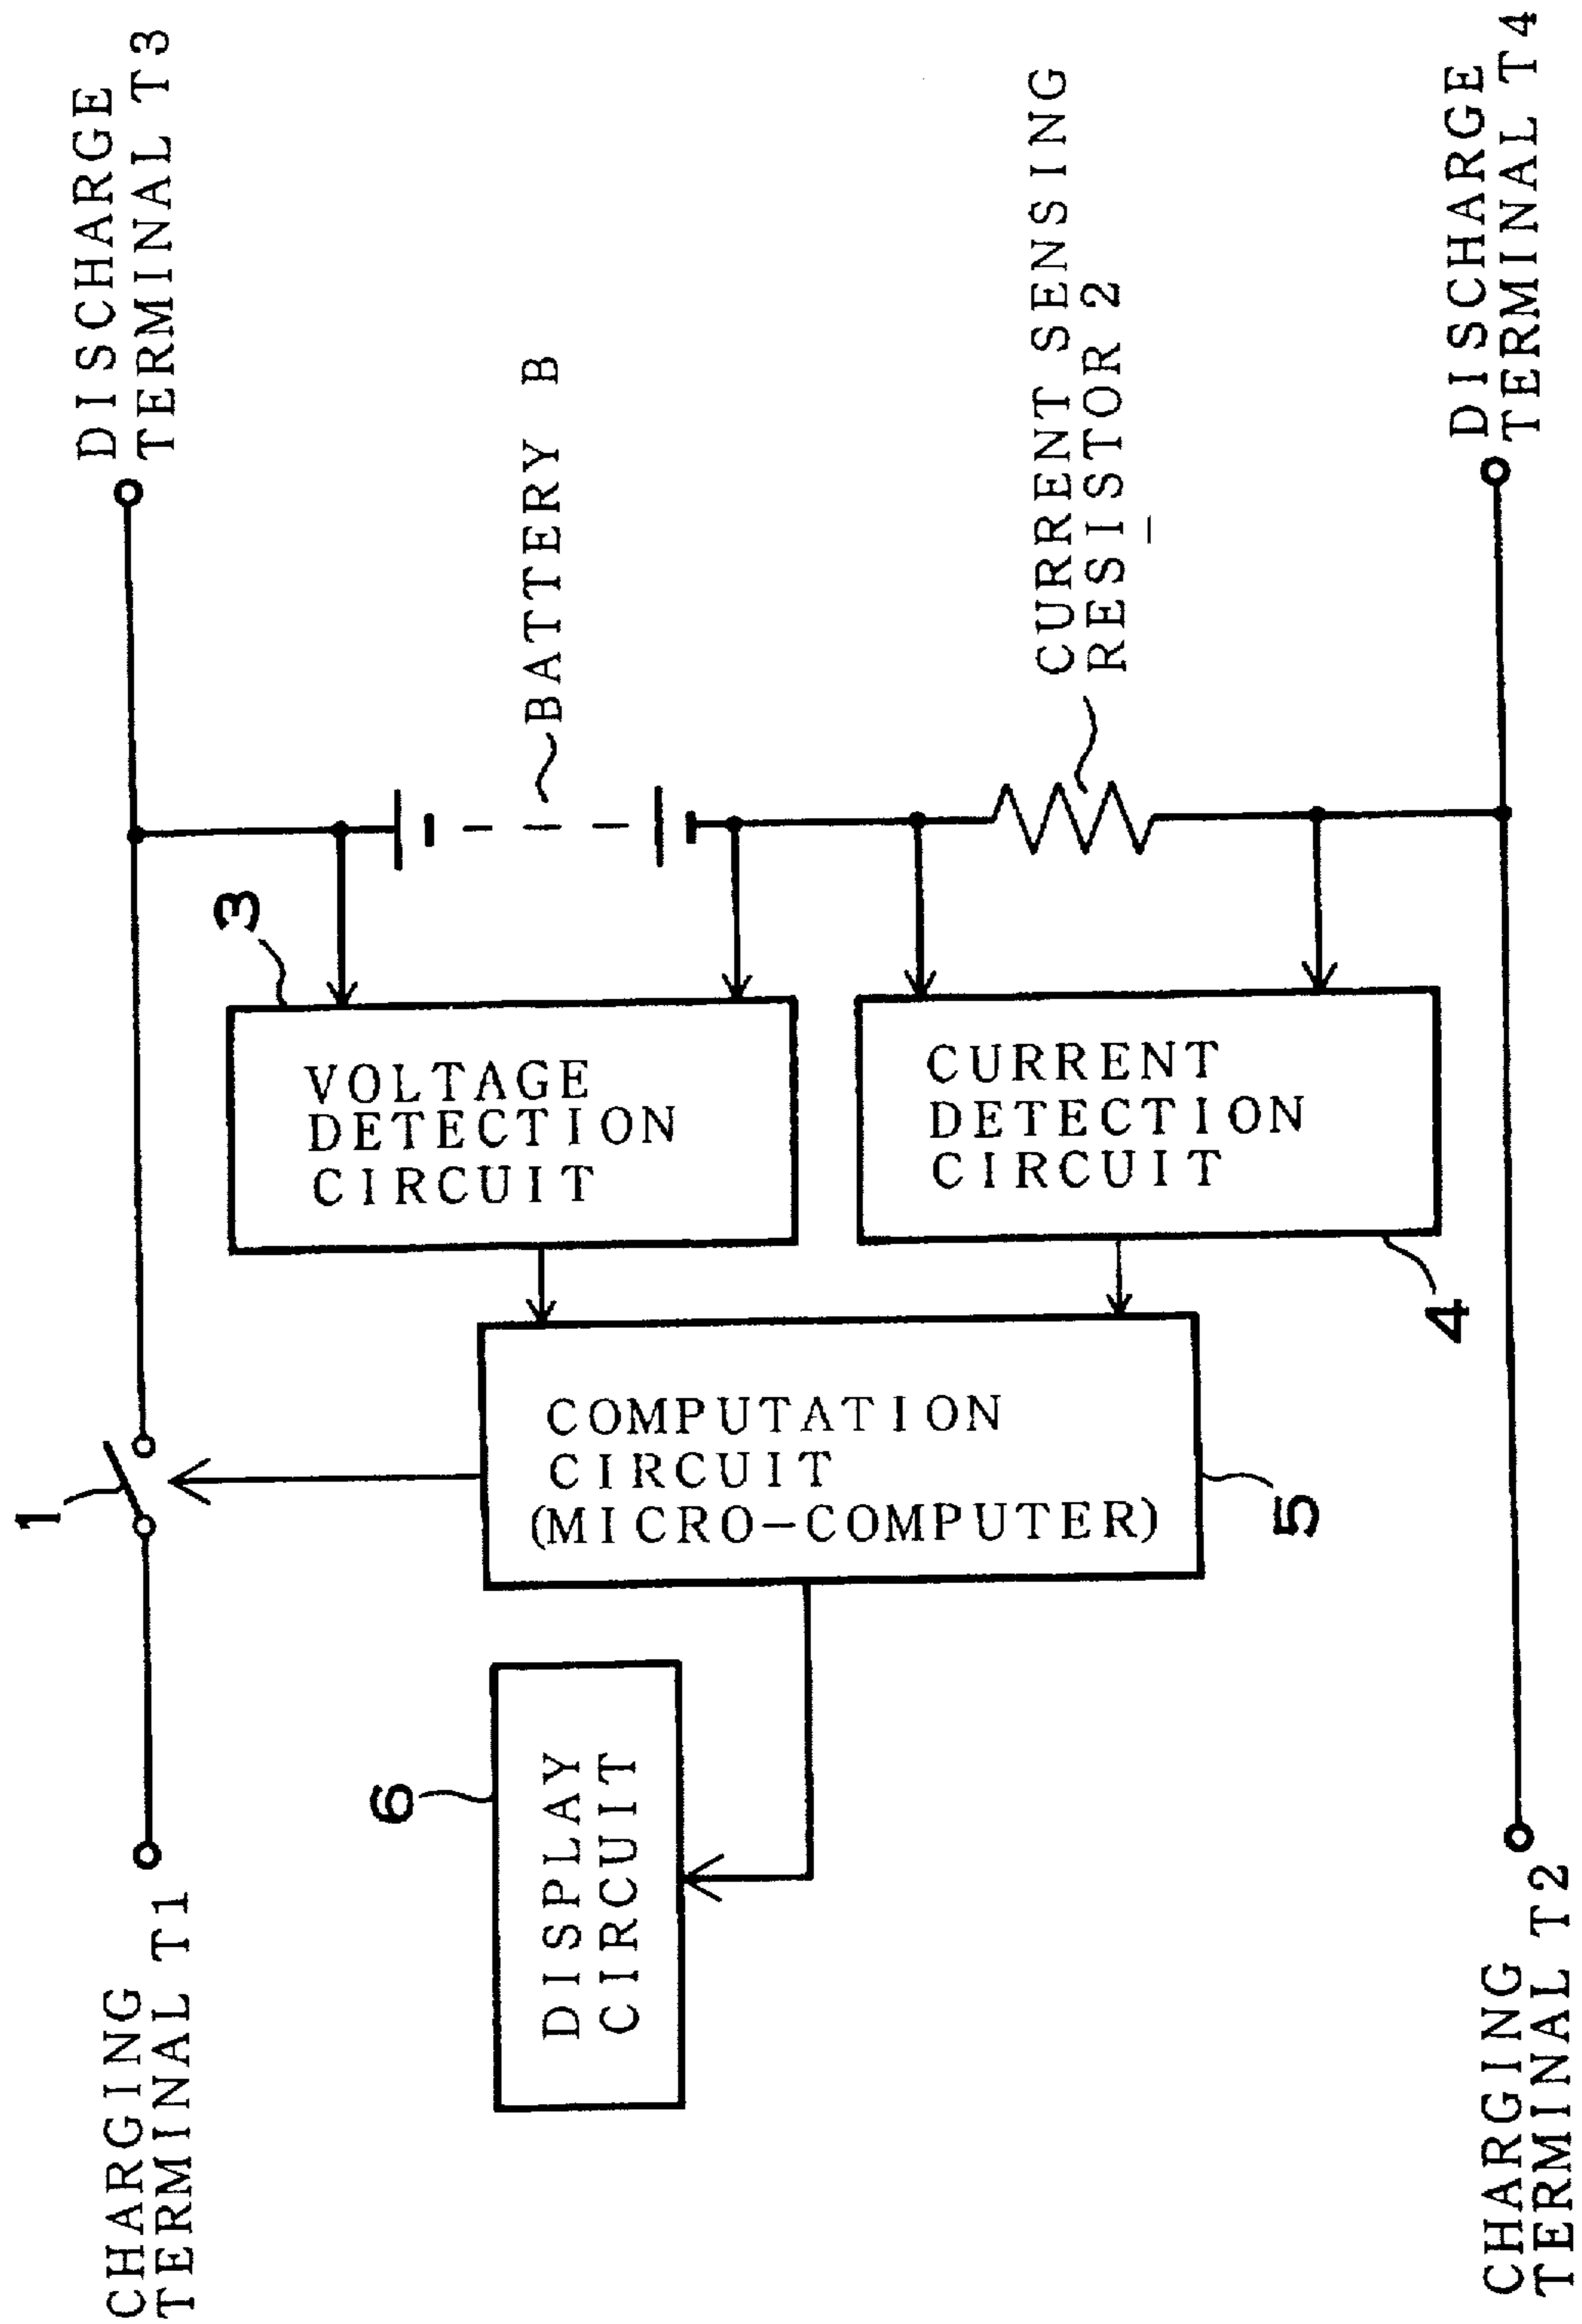 CHARGING
TERMINAL T1
1
DISCHARGE
TERMINAL T3
3
VOLTAGE
DETECTION
CIRCUIT
BATTERY B
6
DISPLAY
CIRCUIT
COMPUTATION
CIRCUIT
(MICRO-COMPUTER)
5
CURRENT
DETECTION
CIRCUIT
4
CURRENT SENSING
RESISTOR 2
CHARGING
TERMINAL T2
DISCHARGE
TERMINAL T4